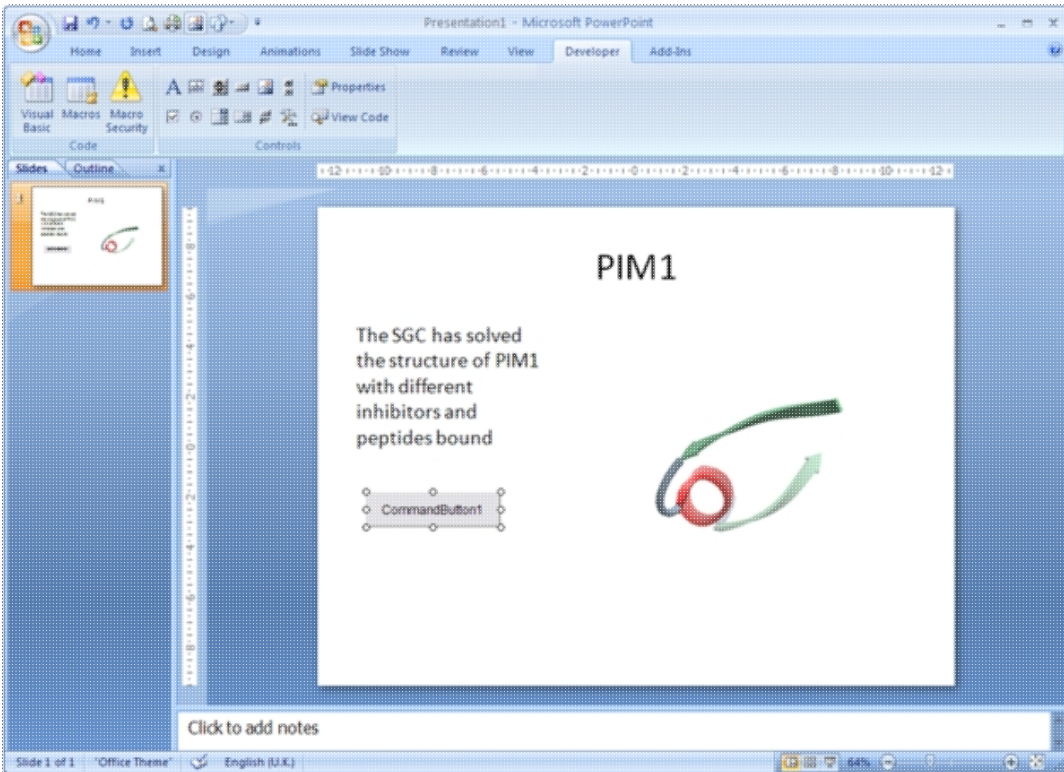 Presentation1 - Microsoft PowerPoint
Home Insert Design Animations Slide Show Review View Developer Add-Ins
Visual Basic
Macros
Macro Security
Properties
View Code
Code
Controls
Slides Outline
PIM1
The SGC has solved
the structure of PIM1
with different
inhibitors and
peptides bound
CommandButton1
Click to add notes
Slide 1 of 1 "Office Theme" English (U.K.) 64%